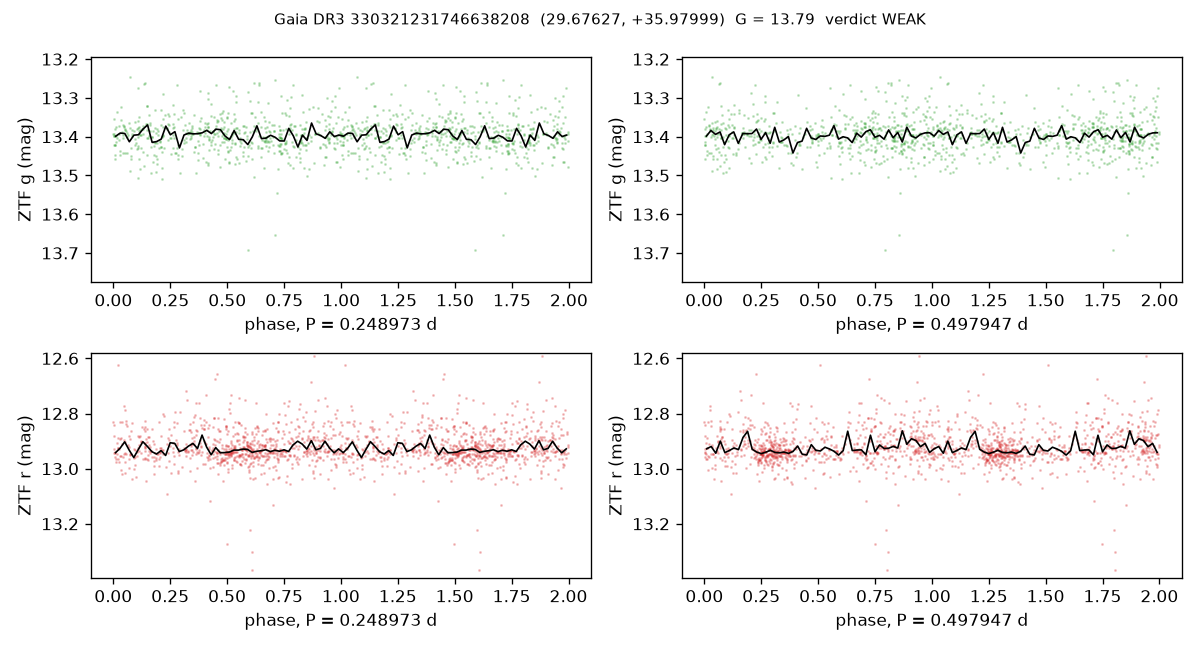 Gaia DR3 330321231746638208 (29.67627, +35.97999) G = 13.79 verdict WEAK
ZTF g (mag)
13.2
13.3
13.4
13.5
13.6
13.7
0.00 0.25 0.50 0.75 1.00 1.25 1.50 1.75 2.00
phase, P = 0.248973 d
ZTF g (mag)
13.2
13.3
13.4
13.5
13.6
13.7
0.00 0.25 0.50 0.75 1.00 1.25 1.50 1.75 2.00
phase, P = 0.497947 d
ZTF r (mag)
12.6
12.8
13.0
13.2
0.00 0.25 0.50 0.75 1.00 1.25 1.50 1.75 2.00
phase, P = 0.248973 d
ZTF r (mag)
12.6
12.8
13.0
13.2
0.00 0.25 0.50 0.75 1.00 1.25 1.50 1.75 2.00
phase, P = 0.497947 d